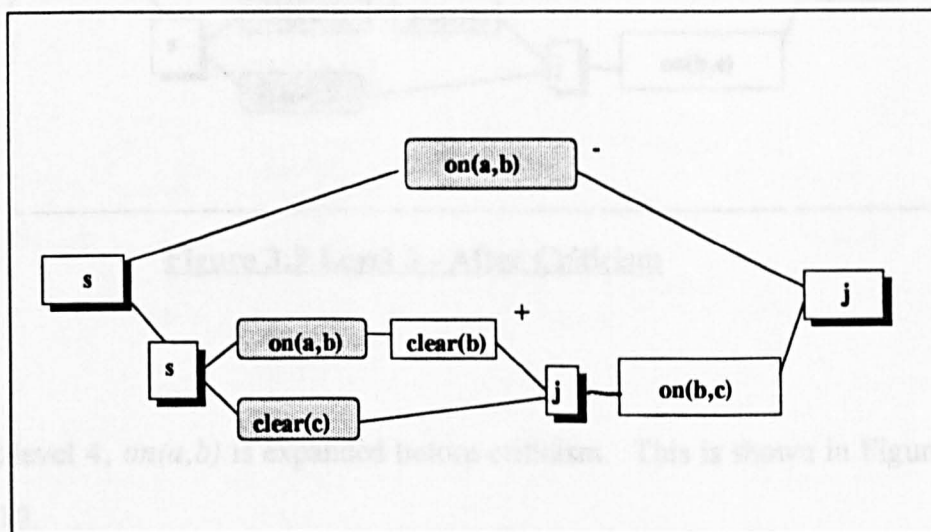 on(a,b) -
s
j
+
on(a,b) clear(b)
s
j
on(b,c)
clear(c)
Figure 3.9 Level 3 - After Criticism
level 4, on(a,b) is expanded before criticism. This is shown in Figure